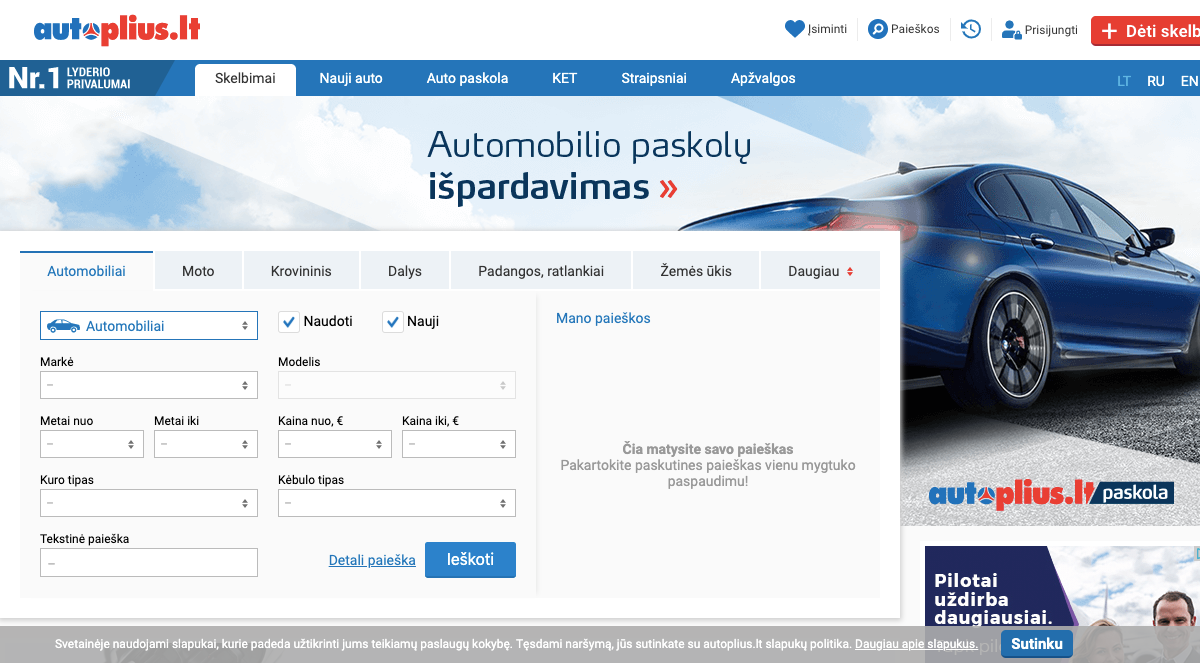 autoplius.lt
Įsiminti
Paieškos
Prisijungti
+ Dėti skelb
Nr.1 LYDERIO
PRIVALUMAI
Skelbimai
Nauji auto
Auto paskola
KET
Straipsniai
Apžvalgos
LT RU EN
Automobilio paskolų
išpardavimas »
Automobiliai
Moto
Krovininis
Dalys
Padangos, ratlankiai
Žemės ūkis
Daugiau
Automobiliai
Naudoti
Nauji
Mano paieškos
Markė
Modelis
–
–
Metai nuo
Metai iki
Kaina nuo, €
Kaina iki, €
–
–
–
–
Čia matysite savo paieškas
Pakartokite paskutines paieškas vienu mygtuko
paspaudimu!
Kuro tipas
Kėbulo tipas
–
–
autoplius.lt paskola
Tekstinė paieška
–
Detali paieška
Ieškoti
Pilotai
uždirba
daugiausiai.
Svetainėje naudojami slapukai, kurie padeda užtikrinti jums teikiamų paslaugų kokybę. Tęsdami naršymą, jūs sutinkate su autoplius.lt slapukų politika. Daugiau apie slapukus.
Sutinku